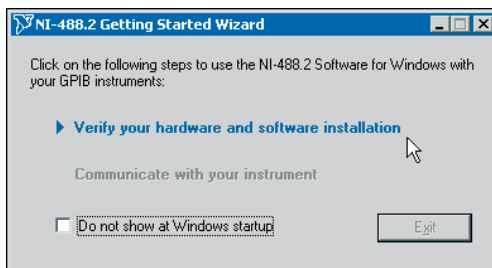 NI-488.2 Getting Started Wizard
Click on the following steps to use the NI-488.2 Software for Windows with
your GPIB instruments:
Verify your hardware and software installation
Communicate with your instrument
Do not show at Windows startup
Exit